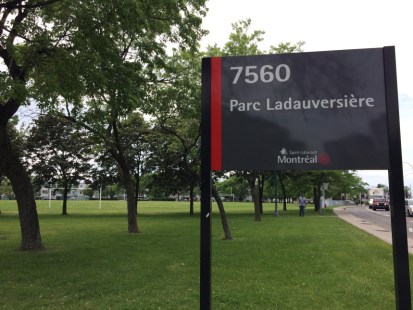 7560
Parc Ladauversière
Saint-Léonard
Montréal